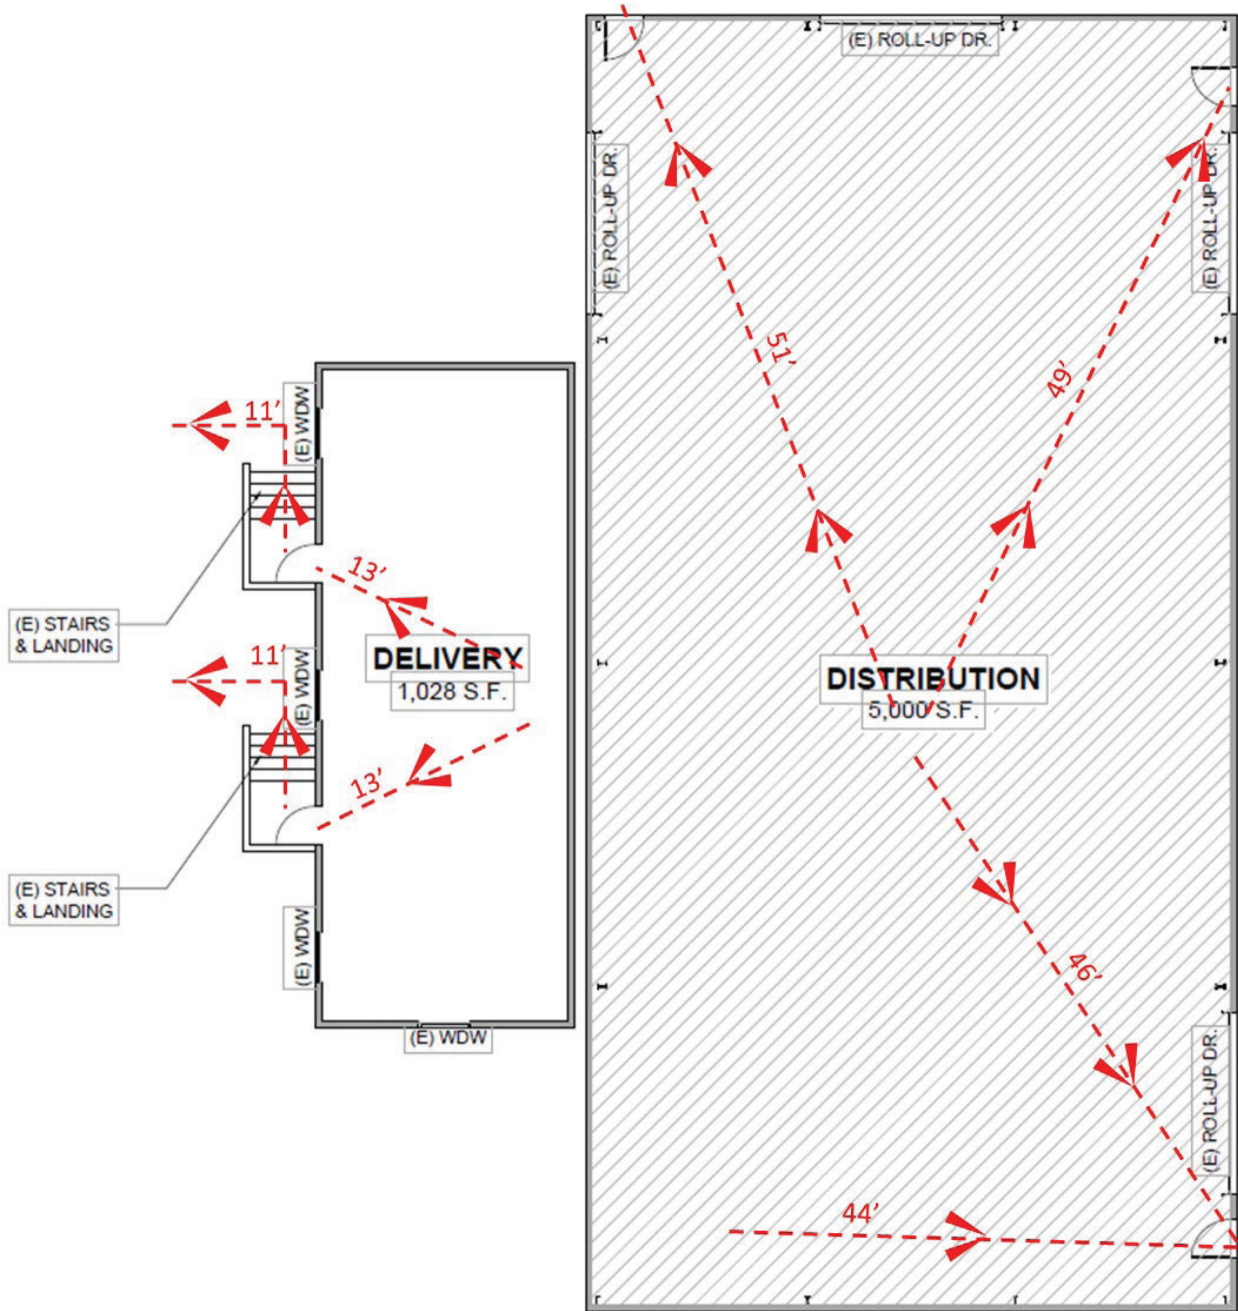 (E) ROLL-UP DR.
(E) ROLL-UP DR.
(E) ROLL-UP DR.
51’
49’
11’
(E) WDW
13’
(E) STAIRS
& LANDING
DELIVERY
1,028 S.F.
DISTRIBUTION
5,000 S.F.
11’
(E) WDW
13’
(E) STAIRS
& LANDING
(E) WDW
46’
(E) WDW
(E) ROLL-UP DR.
44’